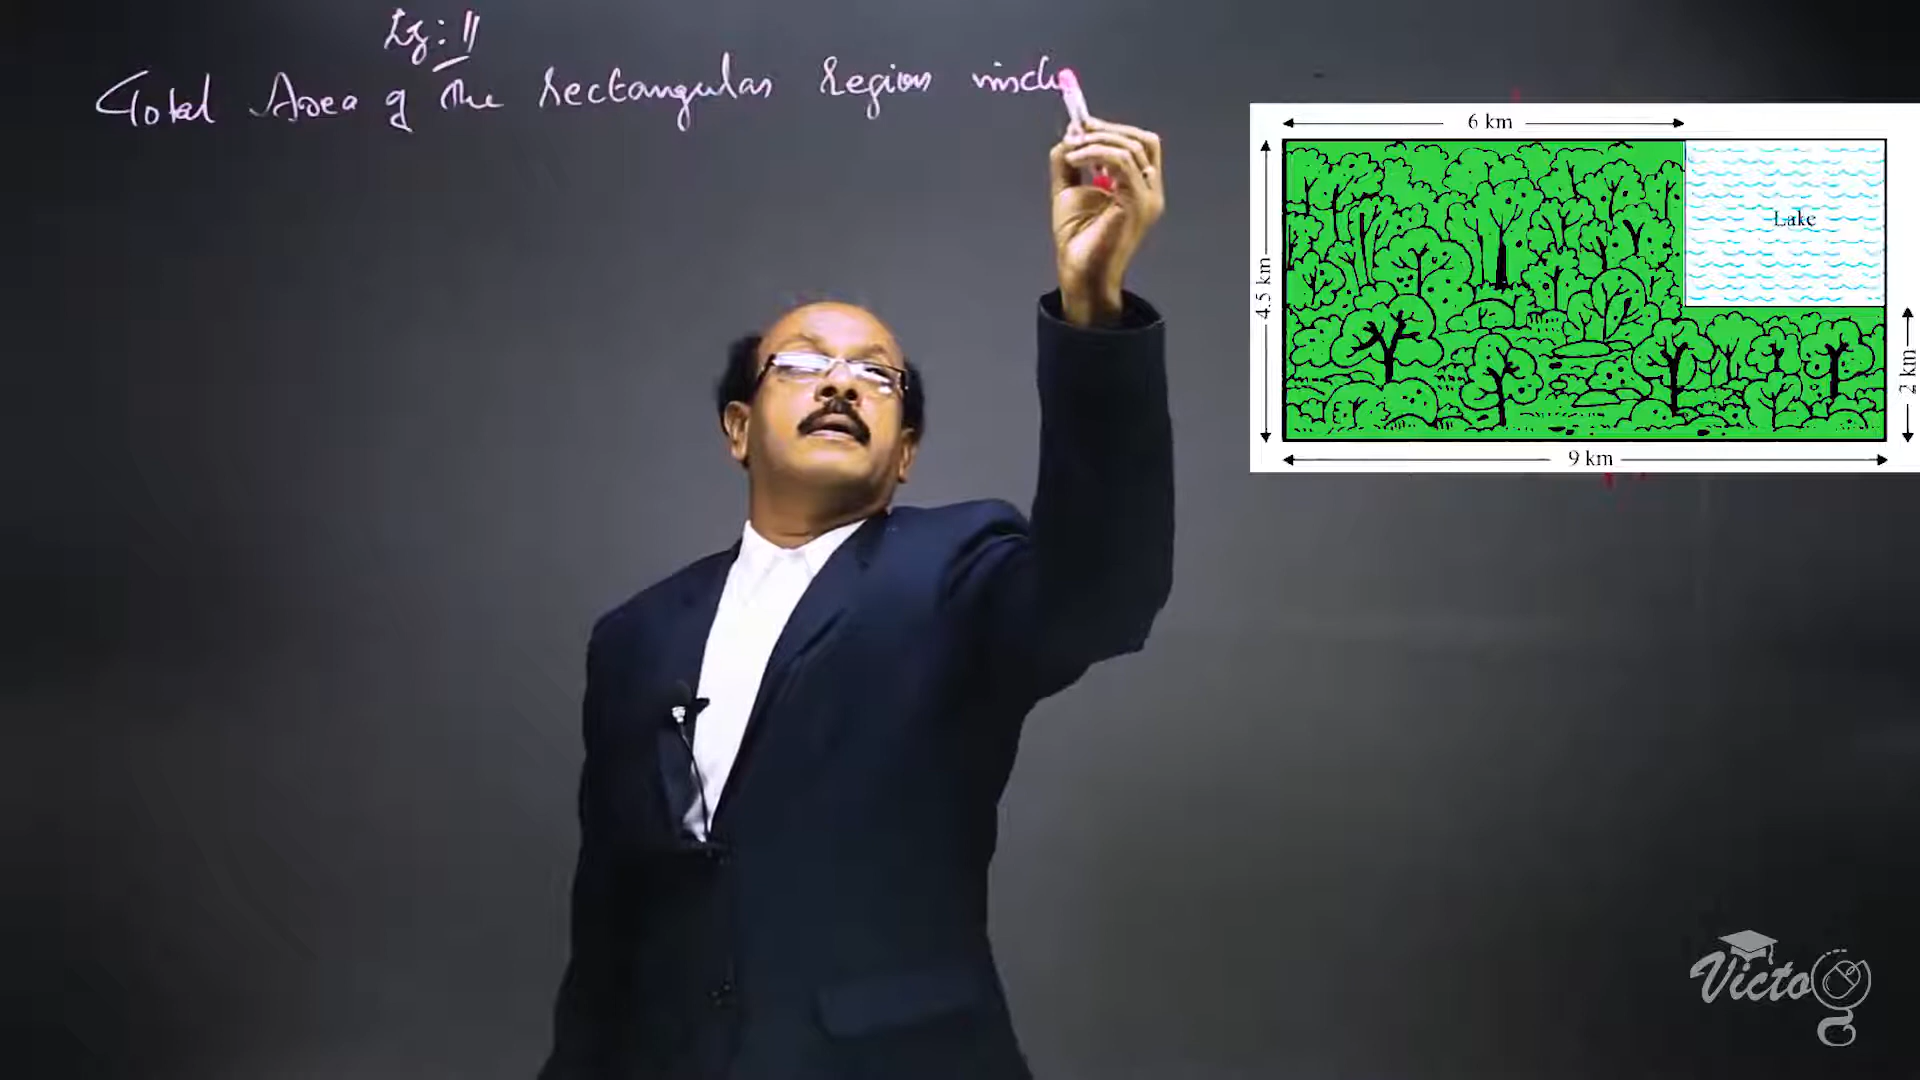 Eg: 11
Total Area of the rectangular region inclu
6 km
4.5 km
Lake
2 km
9 km
Victo